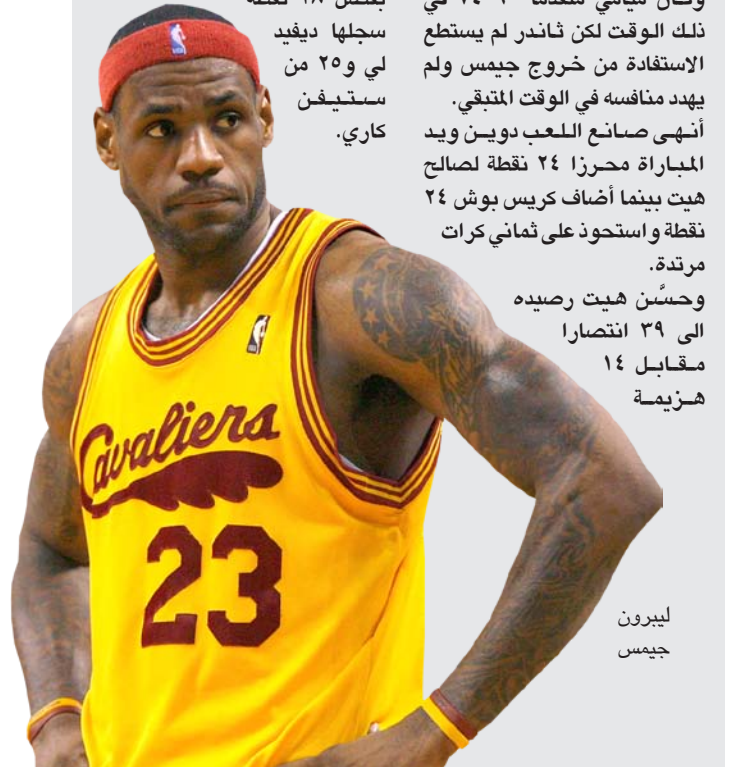 ذلك الوقت لكن ثاندر لم يستطع
الاستفادة من خروج جيمس ولم
يهدد منافسه في الوقت المتبقي.
أنهى صانع اللعب دوين ويد
المباراة محرزا ٢٤ نقطة لصالح
هيت بينما أضاف كريس بوش ٢٤
نقطة واستحوذ على ثماني كرات
مرتدة.
وحسَّن هيت رصيده
الى ٣٩ انتصارا
مقابل ١٤
هزيمة
سجلها ديفيد
لي و٢٥ من
ستيفن
كاري.
Cavaliers
23
ليبرون
جيمس